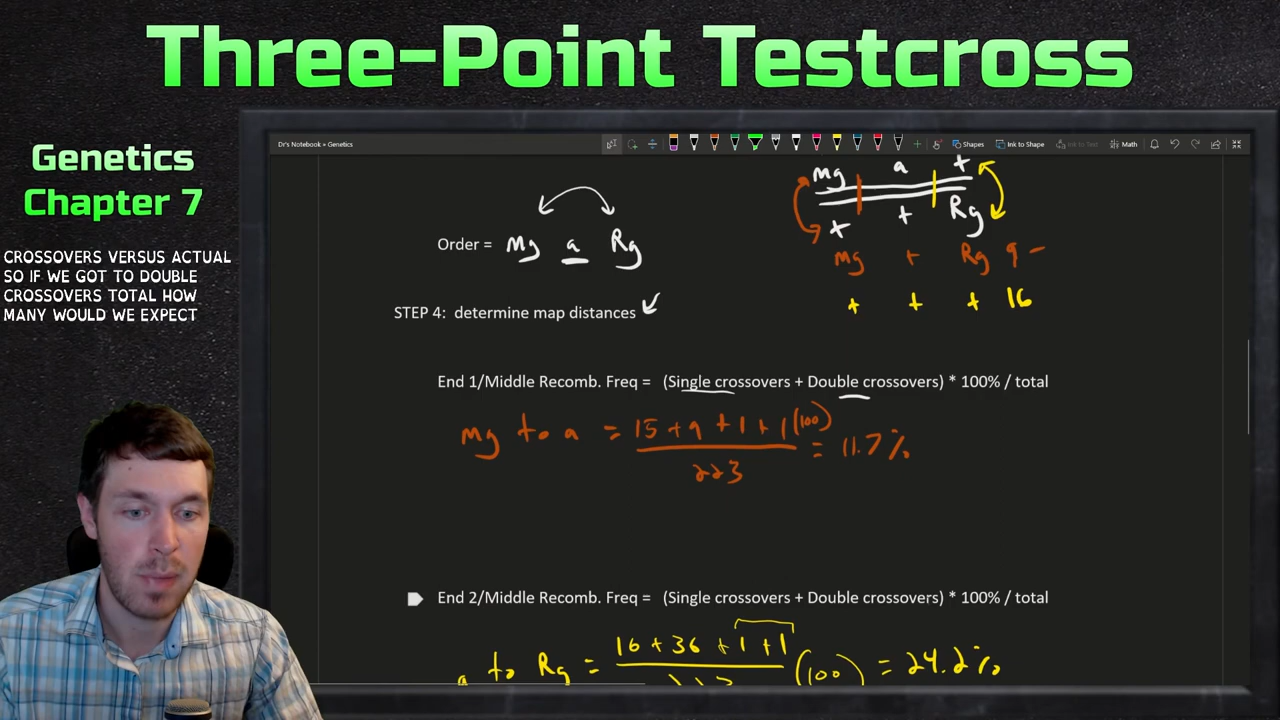 Three-Point Testcross
Genetics
Chapter 7
CROSSOVERS VERSUS ACTUAL
SO IF WE GOT TO DOUBLE
CROSSOVERS TOTAL HOW
MANY WOULD WE EXPECT
Dr's Notebook • Genetics
Shapes Ink to Shape Ink to Text Math
Mg a +
+ + Rg
Mg + Rg 9 -
+ + + 16
Order = Mg a Rg
STEP 4: determine map distances
End 1/Middle Recomb. Freq = (Single crossovers + Double crossovers) * 100% / total
Mg to a = 15 + 9 + 1 + 1 (100)
223
= 11.7 %
End 2/Middle Recomb. Freq = (Single crossovers + Double crossovers) * 100% / total
a to Rg = 16 + 36 + 1 + 1 (100) = 24.2 %